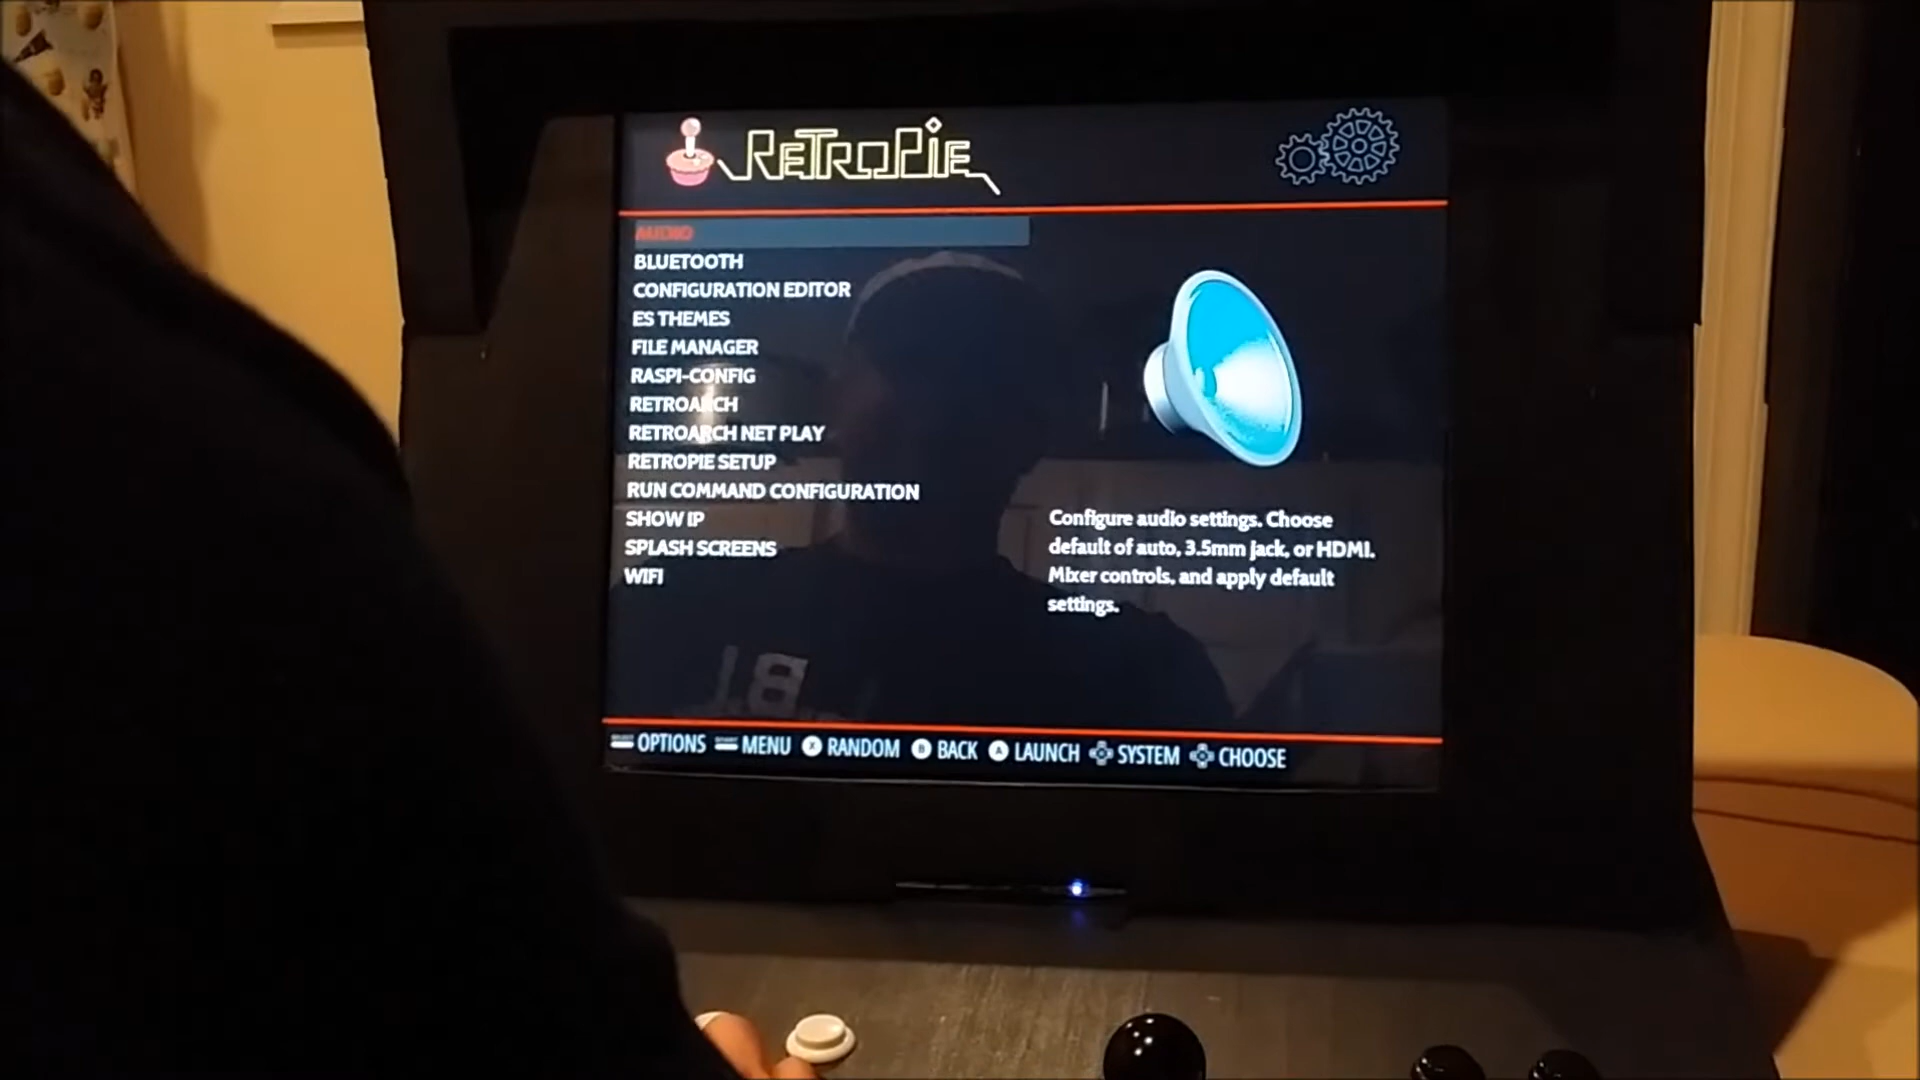 RETROPIE
AUDIO
BLUETOOTH
CONFIGURATION EDITOR
ES THEMES
FILE MANAGER
RASPI-CONFIG
RETROARCH
RETROARCH NET PLAY
RETROPIE SETUP
RUN COMMAND CONFIGURATION
SHOW IP
SPLASH SCREENS
WIFI
Configure audio settings. Choose
default of auto, 3.5mm jack, or HDMI.
Mixer controls, and apply default
settings.
OPTIONS MENU X RANDOM B BACK A LAUNCH SYSTEM CHOOSE